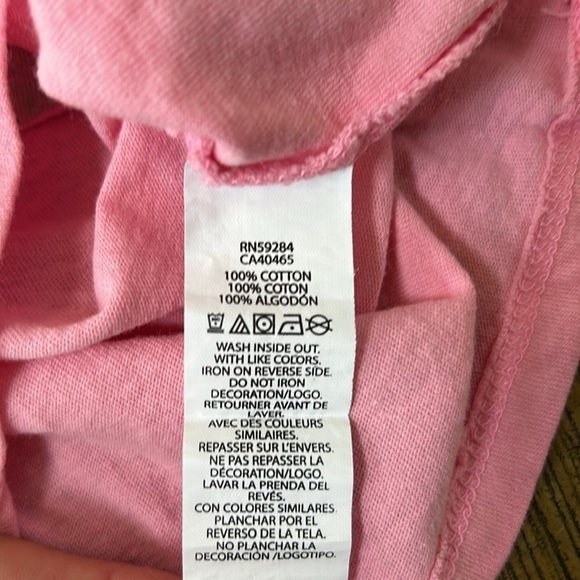 RN59284
CA40465
100% COTTON
100% COTON
100% ALGODÓN
WASH INSIDE OUT.
WITH LIKE COLORS.
IRON ON REVERSE SIDE.
DO NOT IRON
DECORATION/LOGO.
RETOURNER AVANT DE
LAVER.
AVEC DES COULEURS
SIMILAIRES.
REPASSER SUR L'ENVERS.
NE PAS REPASSER LA
DÉCORATION/LOGO.
LAVAR LA PRENDA DEL
REVÉS.
CON COLORES SIMILARES.
PLANCHAR POR EL
REVERSO DE LA TELA.
NO PLANCHAR LA
DECORACIÓN /LOGOTIPO.